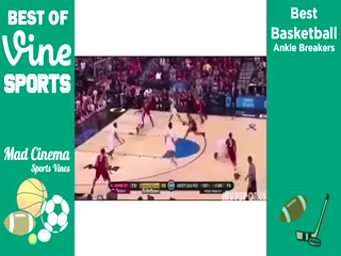 BEST OF
Vine
SPORTS
Mad Cinema
Sports Vines
Best
Basketball
Ankle Breakers